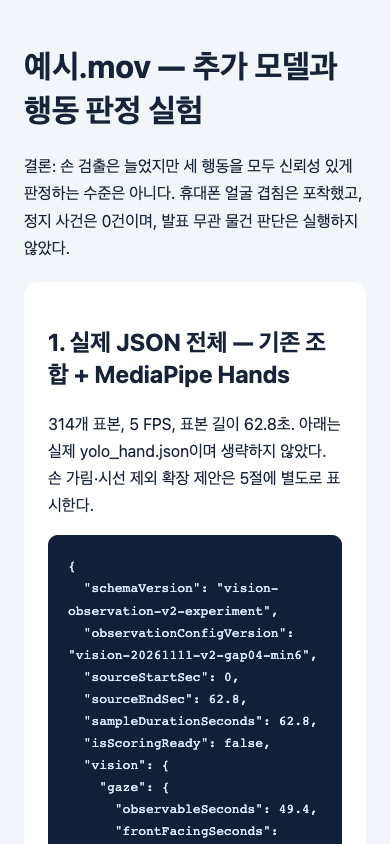 예시.mov — 추가 모델과
행동 판정 실험
결론: 손 검출은 늘었지만 세 행동을 모두 신뢰성 있게
판정하는 수준은 아니다. 휴대폰 얼굴 겹침은 포착했고,
정지 사건은 0건이며, 발표 무관 물건 판단은 실행하지
않았다.
1. 실제 JSON 전체 — 기존 조
합 + MediaPipe Hands
314개 표본, 5 FPS, 표본 길이 62.8초. 아래는
실제 yolo_hand.json이며 생략하지 않았다.
손 가림·시선 제외 확장 제안은 5절에 별도로 표
시한다.
{
"schemaVersion": "vision-
observation-v2-experiment",
"observationConfigVersion":
"vision-20261111-v2-gap04-min6",
"sourceStartSec": 0,
"sourceEndSec": 62.8,
"sampleDurationSeconds": 62.8,
"isScoringReady": false,
"vision": {
"gaze": {
"observableSeconds": 49.4,
"frontFacingSeconds":